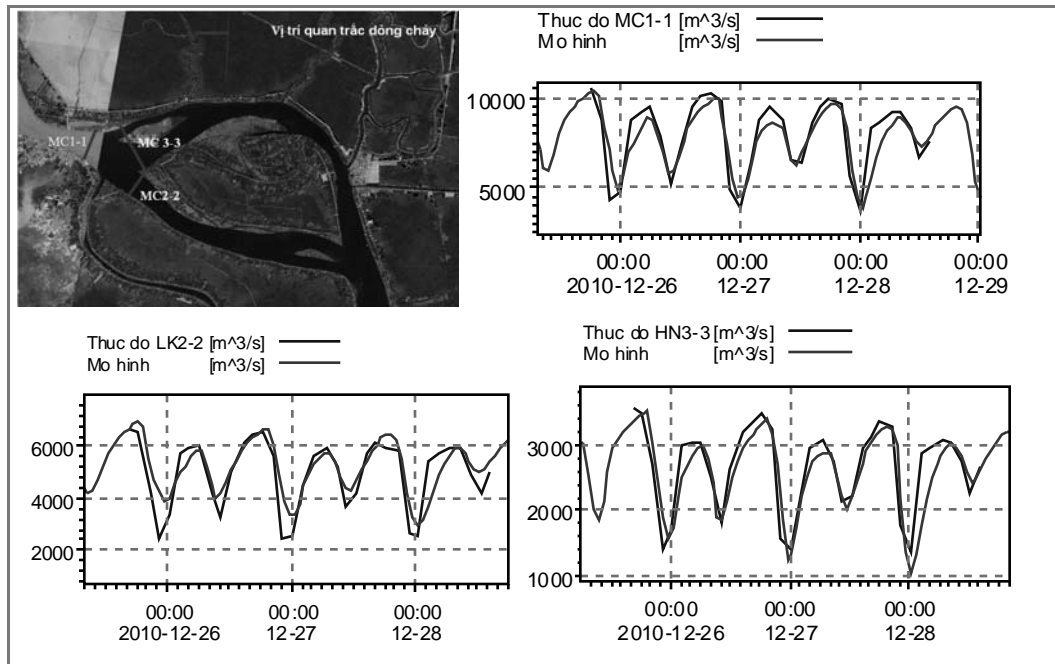 Vị trí quan trắc dòng chảy
MC1-1
MC 3-3
MC2-2
Thuc do MC1-1 [m^3/s]
Mo hinh [m^3/s]
10000
5000
00:00 00:00 00:00 00:00
2010-12-26 12-27 12-28 12-29
Thuc do LK2-2 [m^3/s]
Mo hinh [m^3/s]
6000
4000
2000
00:00 00:00 00:00
2010-12-26 12-27 12-28
Thuc do HN3-3 [m^3/s]
Mo hinh [m^3/s]
3000
2000
1000
00:00 00:00 00:00
2010-12-26 12-27 12-28